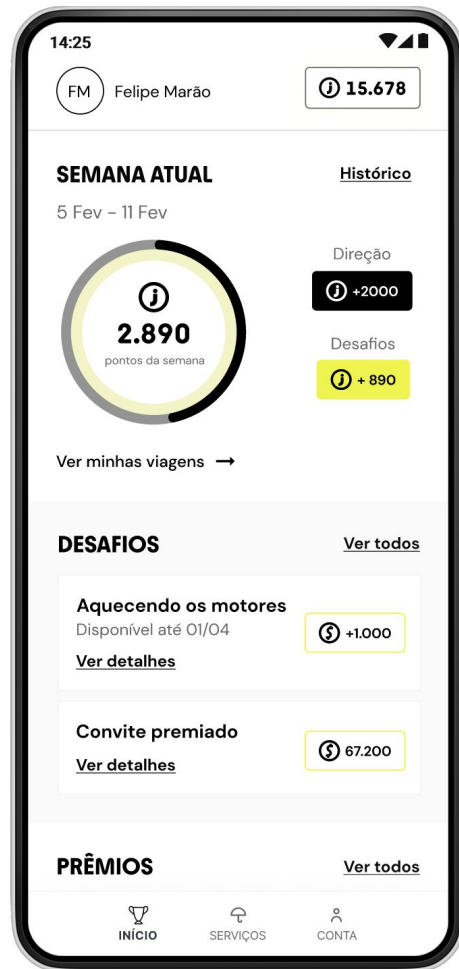 14:25
FM Felipe Marão
j 15.678
SEMANA ATUAL
Histórico
5 Fev - 11 Fev
j
2.890
pontos da semana
Direção
j +2000
Desafios
j + 890
Ver minhas viagens →
DESAFIOS
Ver todos
Aquecendo os motores
Disponível até 01/04
Ver detalhes
+1.000
Convite premiado
Ver detalhes
67.200
PRÊMIOS
Ver todos
INÍCIO
SERVIÇOS
CONTA